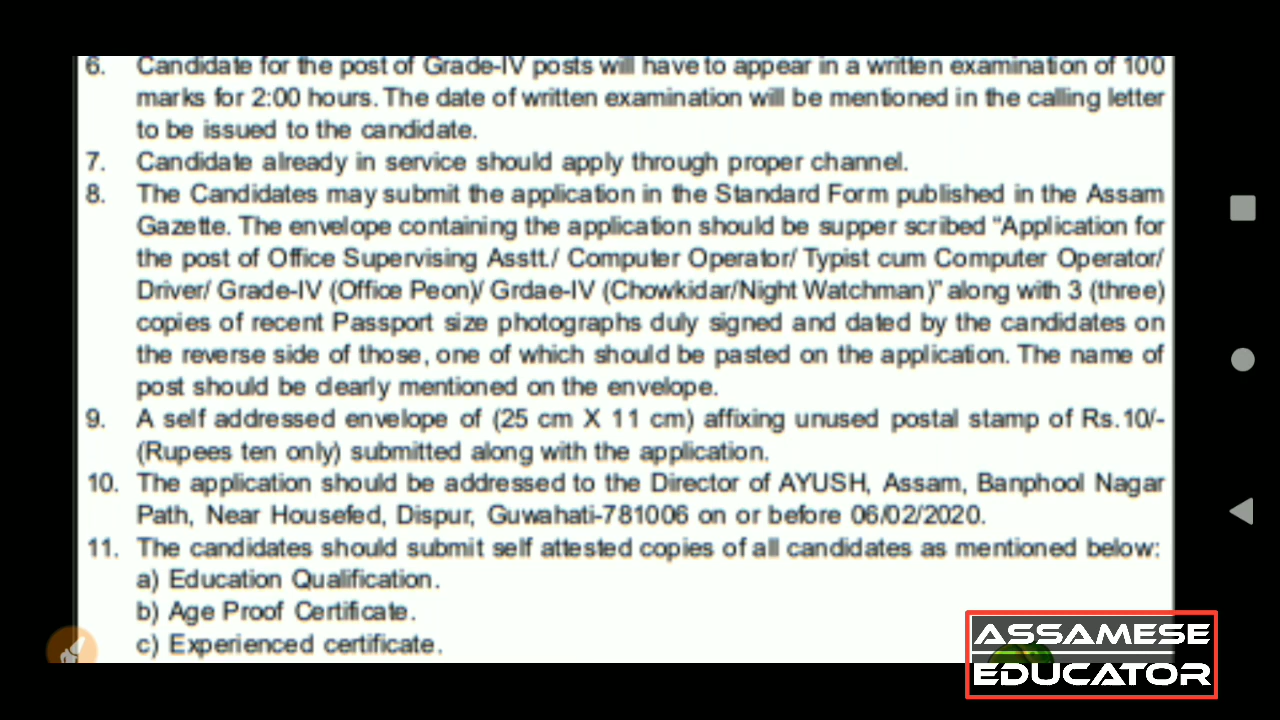 6. Candidate for the post of Grade-IV posts will have to appear in a written examination of 100
marks for 2:00 hours. The date of written examination will be mentioned in the calling letter
to be issued to the candidate.
7. Candidate already in service should apply through proper channel.
8. The Candidates may submit the application in the Standard Form published in the Assam
Gazette. The envelope containing the application should be supper scribed "Application for
the post of Office Supervising Asstt./ Computer Operator/ Typist cum Computer Operator/
Driver/ Grade-IV (Office Peon)/ Grdae-IV (Chowkidar/Night Watchman)" along with 3 (three)
copies of recent Passport size photographs duly signed and dated by the candidates on
the reverse side of those, one of which should be pasted on the application. The name of
post should be clearly mentioned on the envelope.
9. A self addressed envelope of (25 cm X 11 cm) affixing unused postal stamp of Rs.10/-
(Rupees ten only) submitted along with the application.
10. The application should be addressed to the Director of AYUSH, Assam, Banphool Nagar
Path, Near Housefed, Dispur, Guwahati-781006 on or before 06/02/2020.
11. The candidates should submit self attested copies of all candidates as mentioned below:
a) Education Qualification.
b) Age Proof Certificate.
c) Experienced certificate.
ASSAMESE
EDUCATOR